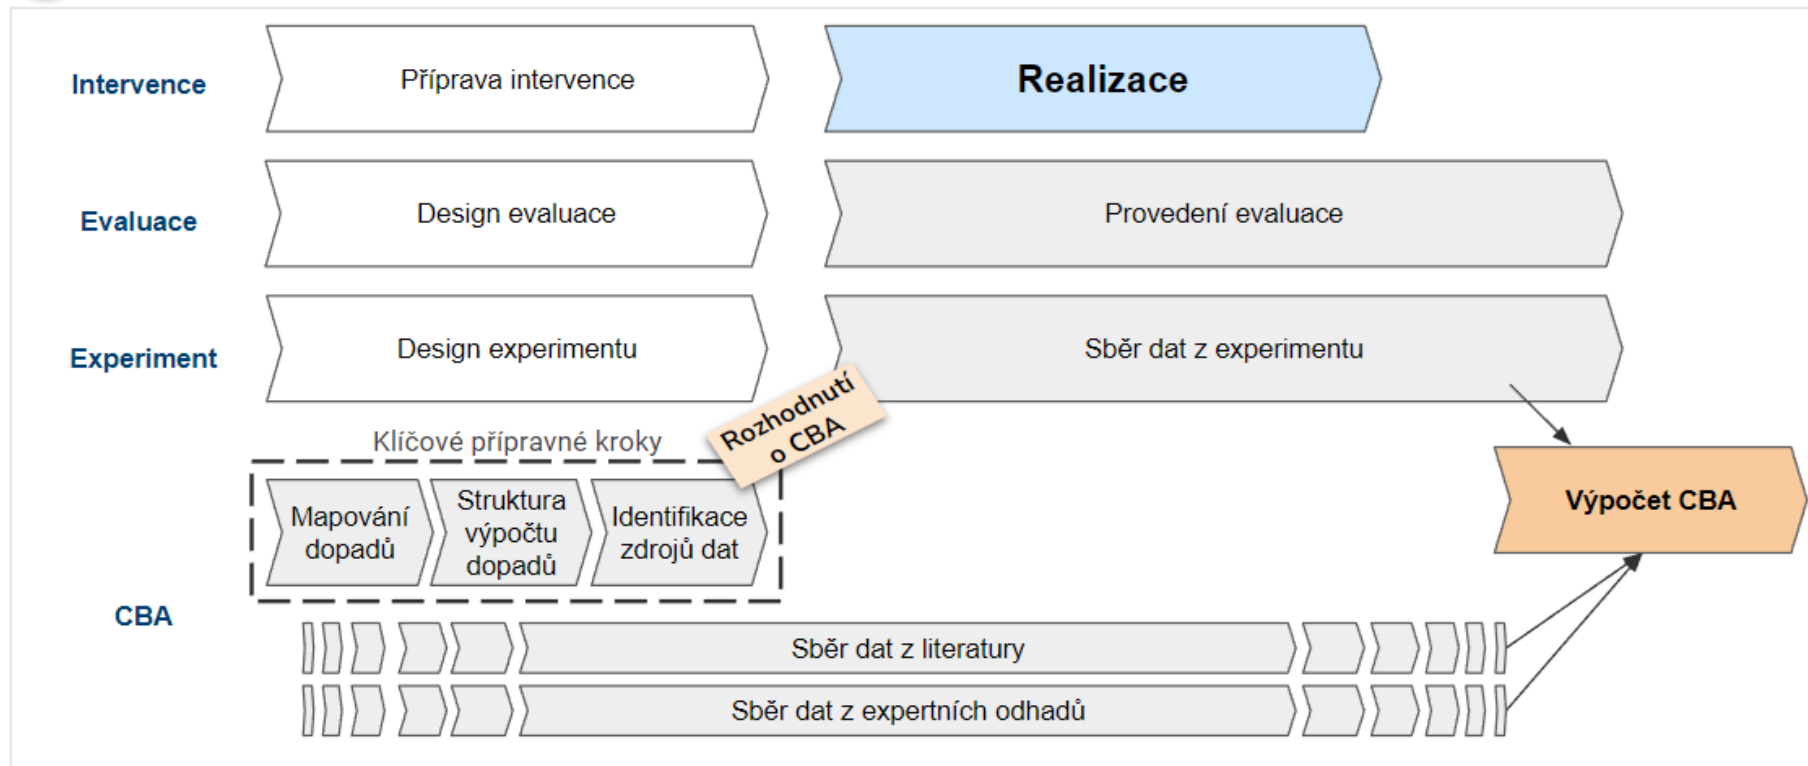 Intervence
Příprava intervence
Realizace
Evaluace
Design evaluace
Provedení evaluace
Experiment
Design experimentu
Sběr dat z experimentu
Rozhodnutí
o CBA
Klíčové přípravné kroky
Mapování
dopadů
Struktura
výpočtu
dopadů
Identifikace
zdrojů dat
Výpočet CBA
CBA
Sběr dat z literatury
Sběr dat z expertních odhadů